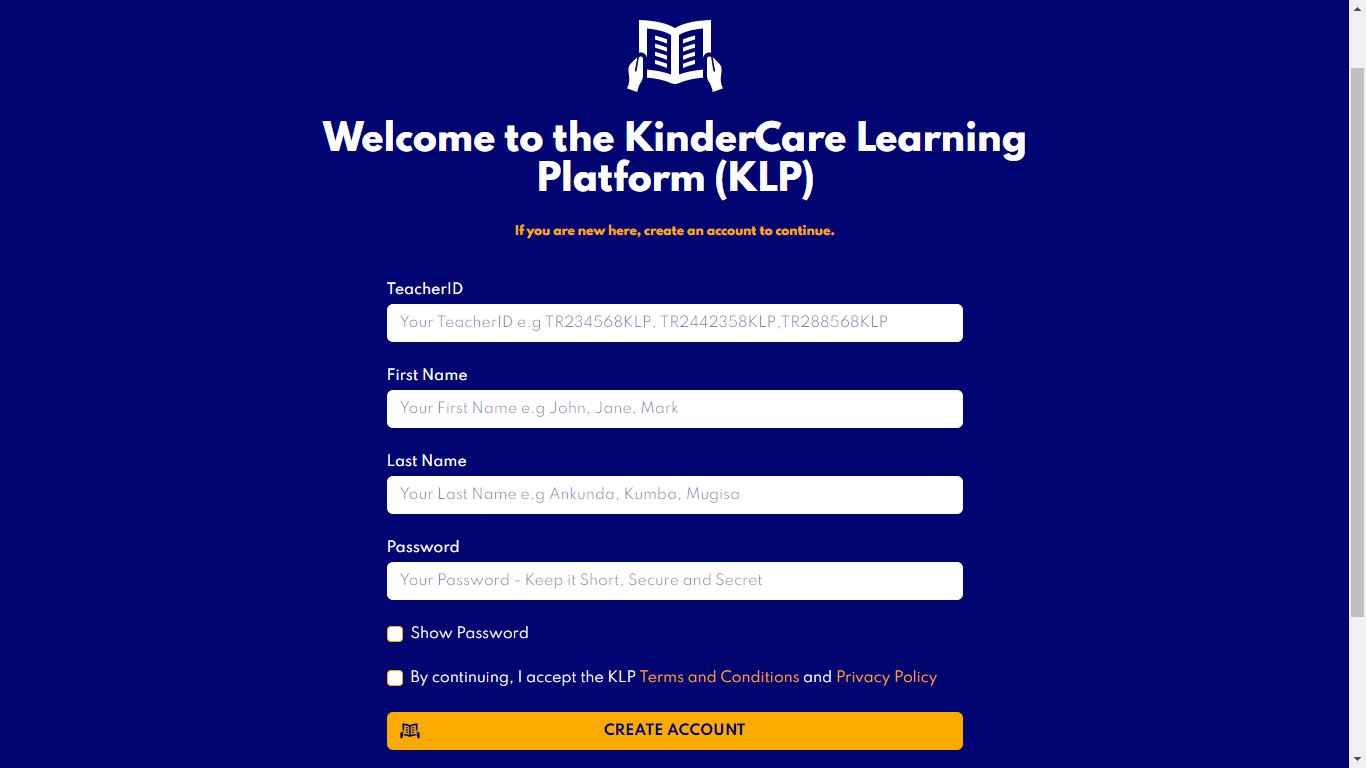 Welcome to the KinderCare Learning
Platform (KLP)
If you are new here, create an account to continue.
TeacherID
Your TeacherID e.g TR234568KLP, TR2442358KLP,TR288568KLP
First Name
Your First Name e.g John, Jane, Mark
Last Name
Your Last Name e.g Ankunda, Kumba, Mugisa
Password
Your Password - Keep it Short, Secure and Secret
Show Password
By continuing, I accept the KLP Terms and Conditions and Privacy Policy
CREATE ACCOUNT